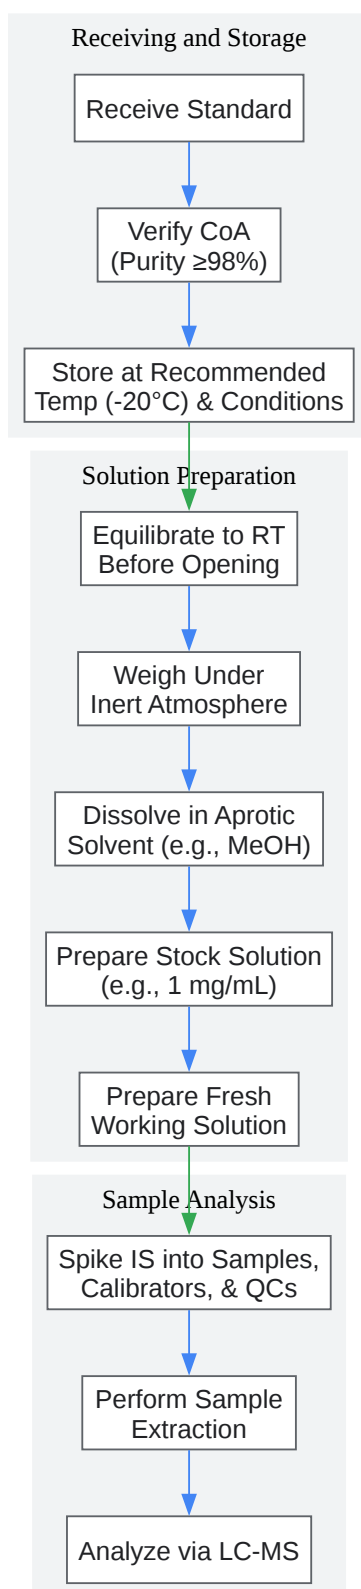 Receiving and Storage
Receive Standard
Verify CoA
(Purity ≥98%)
Store at Recommended
Temp (-20°C) & Conditions
Solution Preparation
Equilibrate to RT
Before Opening
Weigh Under
Inert Atmosphere
Dissolve in Aprotic
Solvent (e.g., MeOH)
Prepare Stock Solution
(e.g., 1 mg/mL)
Prepare Fresh
Working Solution
Sample Analysis
Spike IS into Samples,
Calibrators, & QCs
Perform Sample
Extraction
Analyze via LC-MS